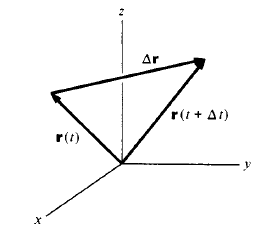 z
Δr
r(t + Δt)
r(t)
y
x